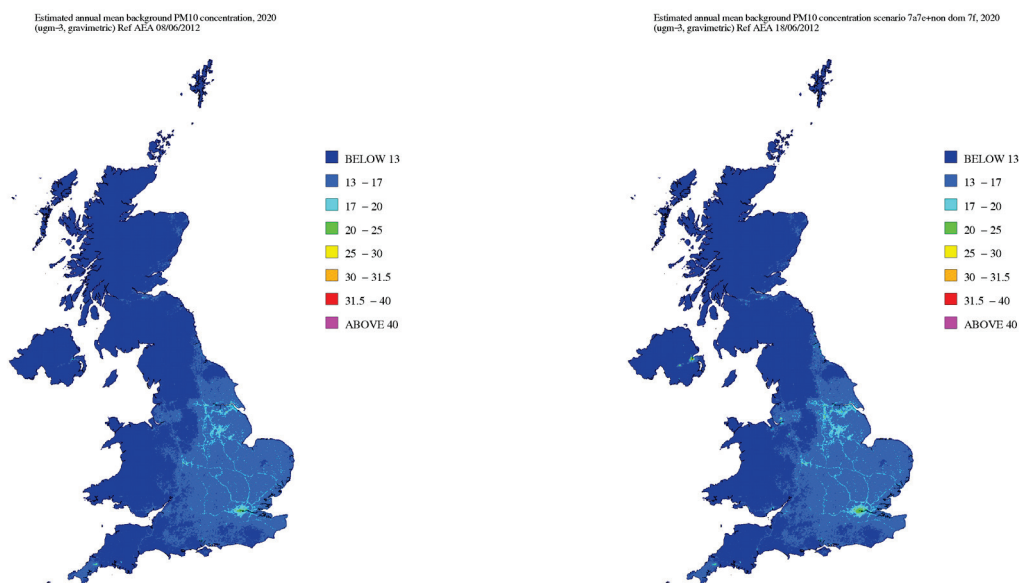 Estimated annual mean background PM10 concentration, 2020
(ugm-3, gravimetric) Ref AEA 08/06/2012
BELOW 13
13 – 17
17 – 20
20 – 25
25 – 30
30 – 31.5
31.5 – 40
ABOVE 40
Estimated annual mean background PM10 concentration scenario 7a7e+non dom 7f, 2020
(ugm-3, gravimetric) Ref AEA 18/06/2012
BELOW 13
13 – 17
17 – 20
20 – 25
25 – 30
30 – 31.5
31.5 – 40
ABOVE 40